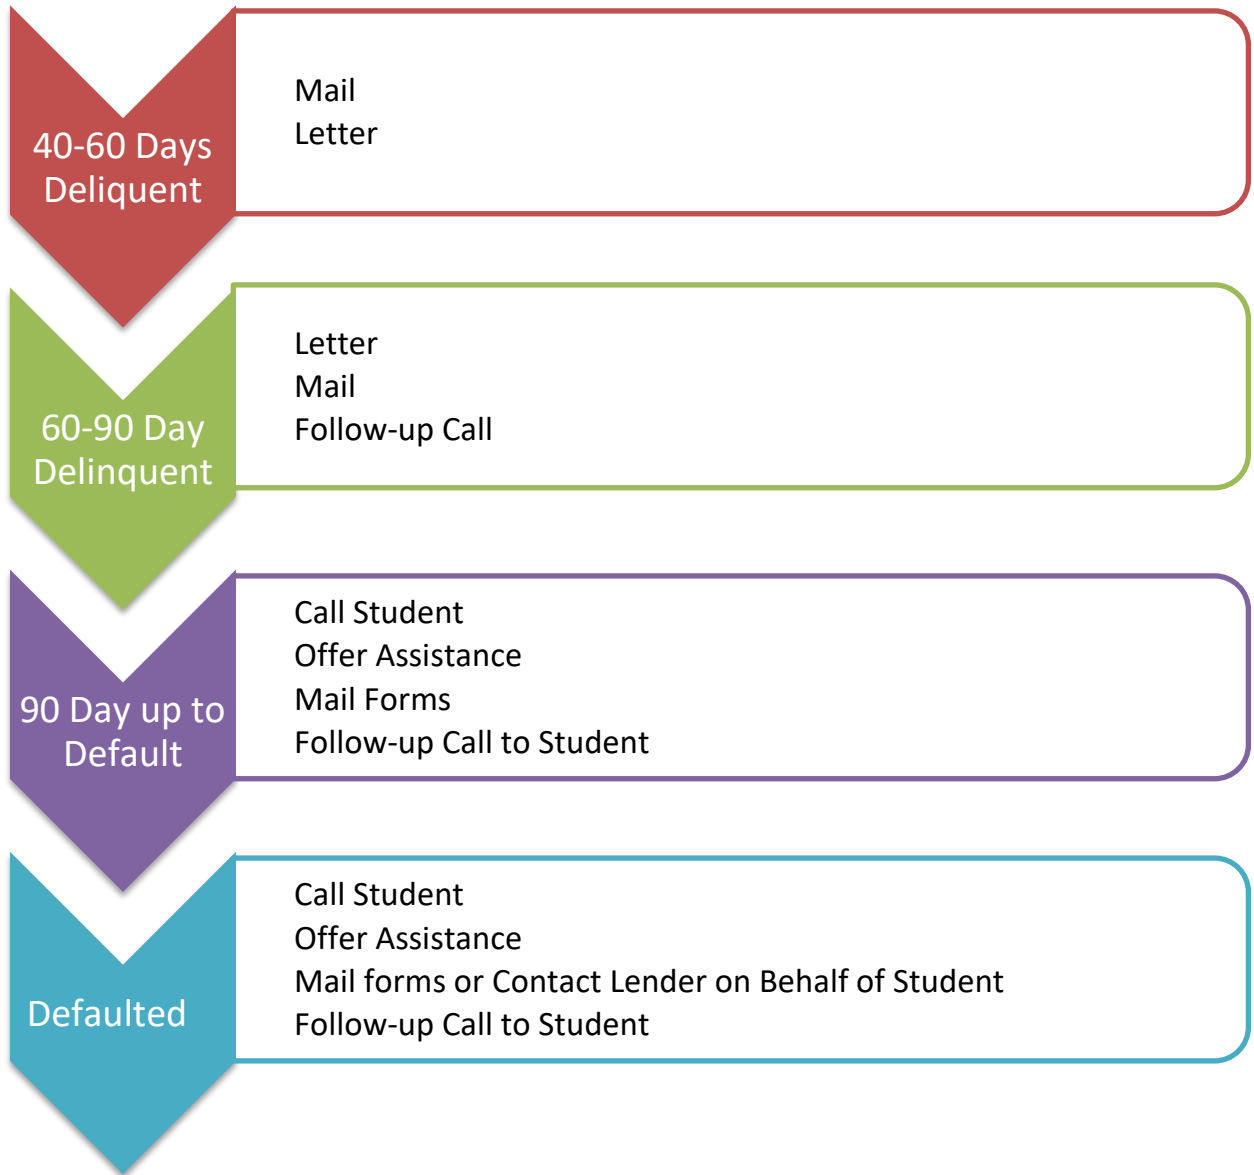 40-60 Days
Deliquent
Mail
Letter
60-90 Day
Delinquent
Letter
Mail
Follow-up Call
90 Day up to
Default
Call Student
Offer Assistance
Mail Forms
Follow-up Call to Student
Defaulted
Call Student
Offer Assistance
Mail forms or Contact Lender on Behalf of Student
Follow-up Call to Student